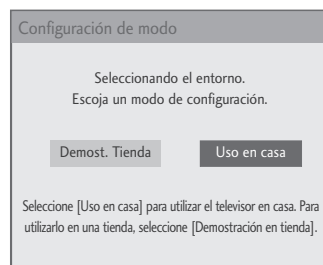 Configuración de modo
Seleccionando el entorno.
Escoja un modo de configuración.
Demost. Tienda
Uso en casa
Seleccione [Uso en casa] para utilizar el televisor en casa. Para
utilizarlo en una tienda, seleccione [Demostración en tienda].